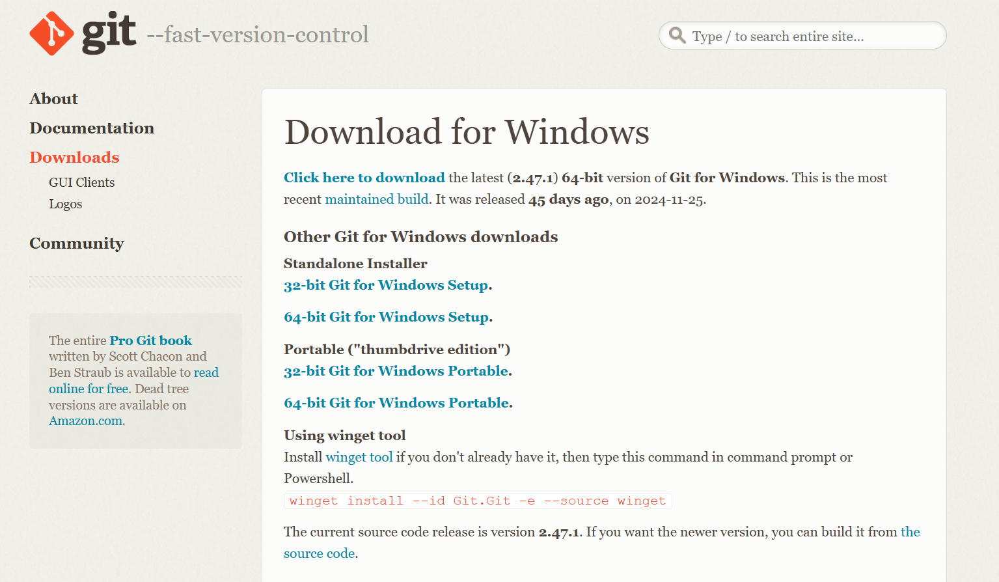 git --fast-version-control
Type / to search entire site...
About
Documentation
Downloads
GUI Clients
Logos
Community
The entire Pro Git book
written by Scott Chacon and
Ben Straub is available to read
online for free. Dead tree
versions are available on
Amazon.com.
Download for Windows
Click here to download the latest (2.47.1) 64-bit version of Git for Windows. This is the most
recent maintained build. It was released 45 days ago, on 2024-11-25.
Other Git for Windows downloads
Standalone Installer
32-bit Git for Windows Setup.
64-bit Git for Windows Setup.
Portable ("thumbdrive edition")
32-bit Git for Windows Portable.
64-bit Git for Windows Portable.
Using winget tool
Install winget tool if you don't already have it, then type this command in command prompt or
Powershell.
winget install --id Git.Git -e --source winget
The current source code release is version 2.47.1. If you want the newer version, you can build it from the
source code.